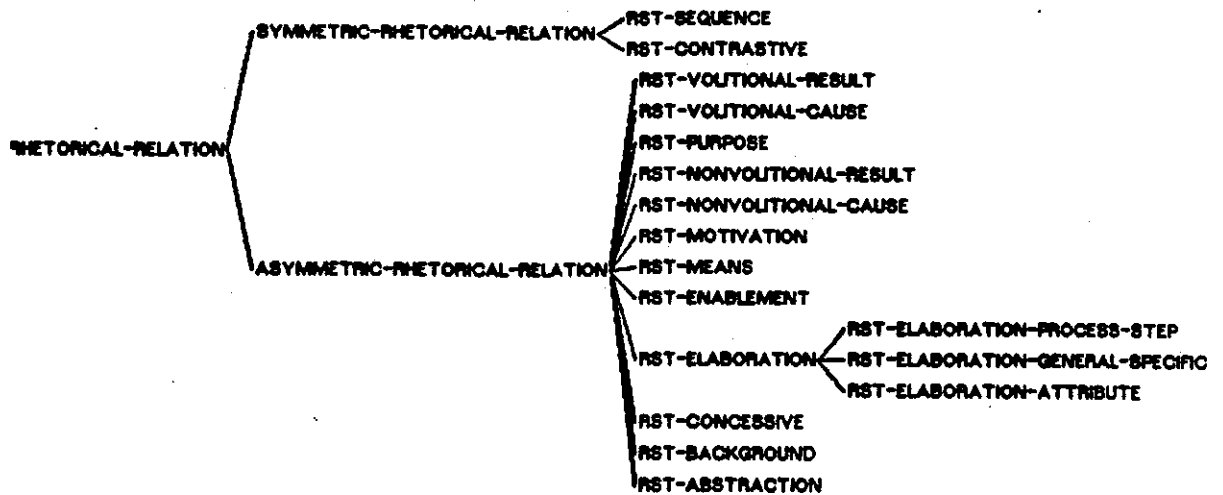 RST-SEQUENCE
SYMMETRIC-RHETORICAL-RELATION
RST-CONTRASTIVE
RST-VOLITIONAL-RESULT
RST-VOLITIONAL-CAUSE
RHETORICAL-RELATION
RST-PURPOSE
RST-NONVOLITIONAL-RESULT
RST-NONVOLITIONAL-CAUSE
RST-MOTIVATION
ASYMMETRIC-RHETORICAL-RELATION
RST-MEANS
RST-ENABLEMENT
RST-ELABORATION-PROCESS-STEP
RST-ELABORATION
RST-ELABORATION-GENERAL-SPECIFIC
RST-ELABORATION-ATTRIBUTE
RST-CONCESSIVE
RST-BACKGROUND
RST-ABSTRACTION